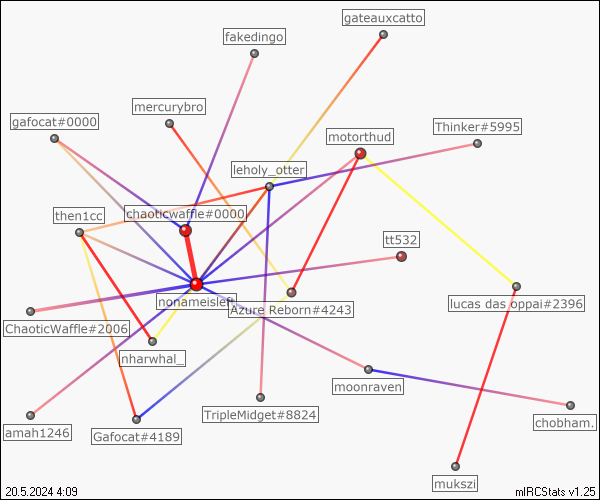 gateauxcatto
fakedingo
mercurybro
gafocat#0000
Thinker#5995
motorthud
leholy_otter
then1cc
chaoticwaffle#0000
tt532
nonameisleft
Azure Reborn#4243
lucas das oppai#2396
ChaoticWaffle#2006
nharwhal_
moonraven
TripleMidget#8824
chobham.
amah1246
Gafocat#4189
mukszi
20.5.2024 4:09
mIRCStats v1.25